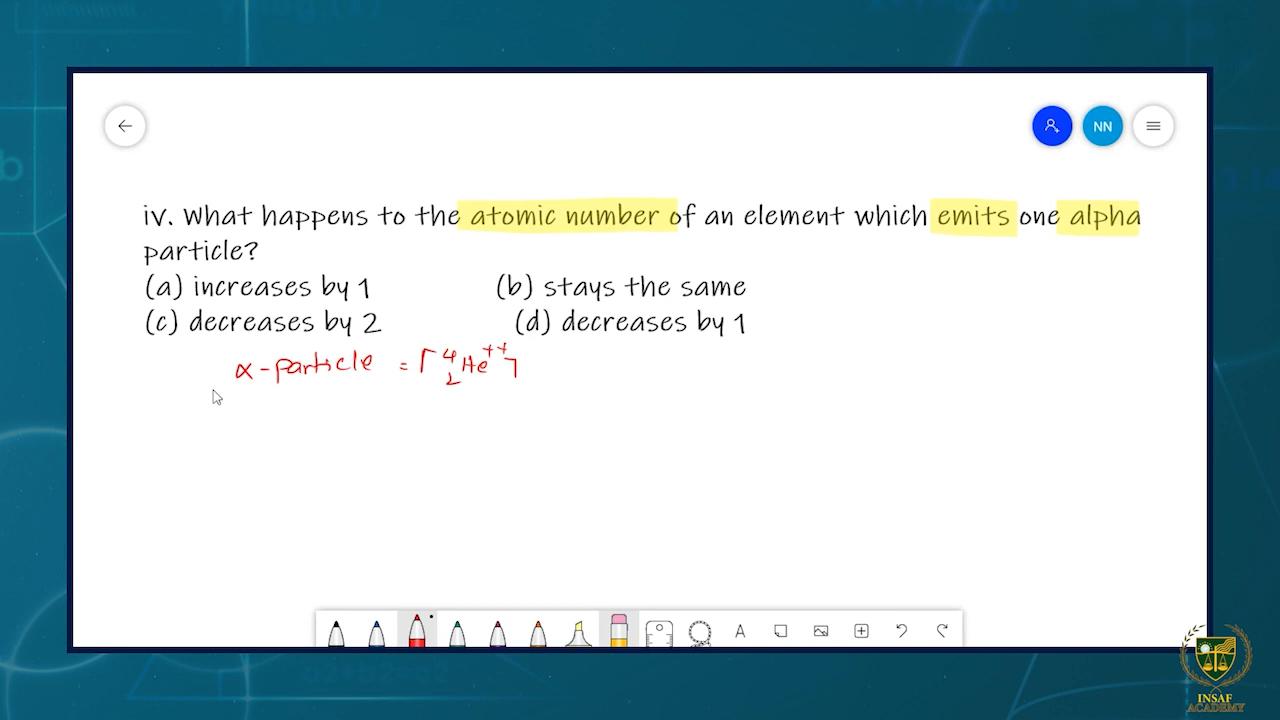 NN
iv. What happens to the atomic number of an element which emits one alpha
particle?
(a) increases by 1 (b) stays the same
(c) decreases by 2 (d) decreases by 1
α-particle = [⁴₂He⁺⁺]
A
INSAF
ACADEMY